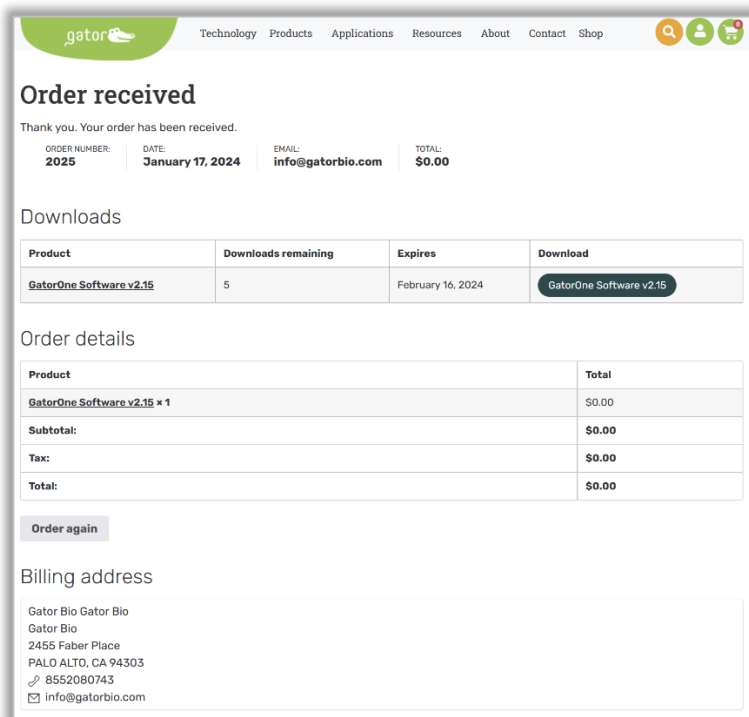 gator
Technology Products Applications Resources About Contact Shop
0
Order received
Thank you. Your order has been received.
ORDER NUMBER: DATE: EMAIL: TOTAL:
2025 January 17, 2024 info@gatorbio.com $0.00
Downloads
Product Downloads remaining Expires Download
GatorOne Software v2.15 5 February 16, 2024 GatorOne Software v2.15
Order details
Product Total
GatorOne Software v2.15 × 1 $0.00
Subtotal: $0.00
Tax: $0.00
Total: $0.00
Order again
Billing address
Gator Bio Gator Bio
Gator Bio
2455 Faber Place
PALO ALTO, CA 94303
8552080743
info@gatorbio.com